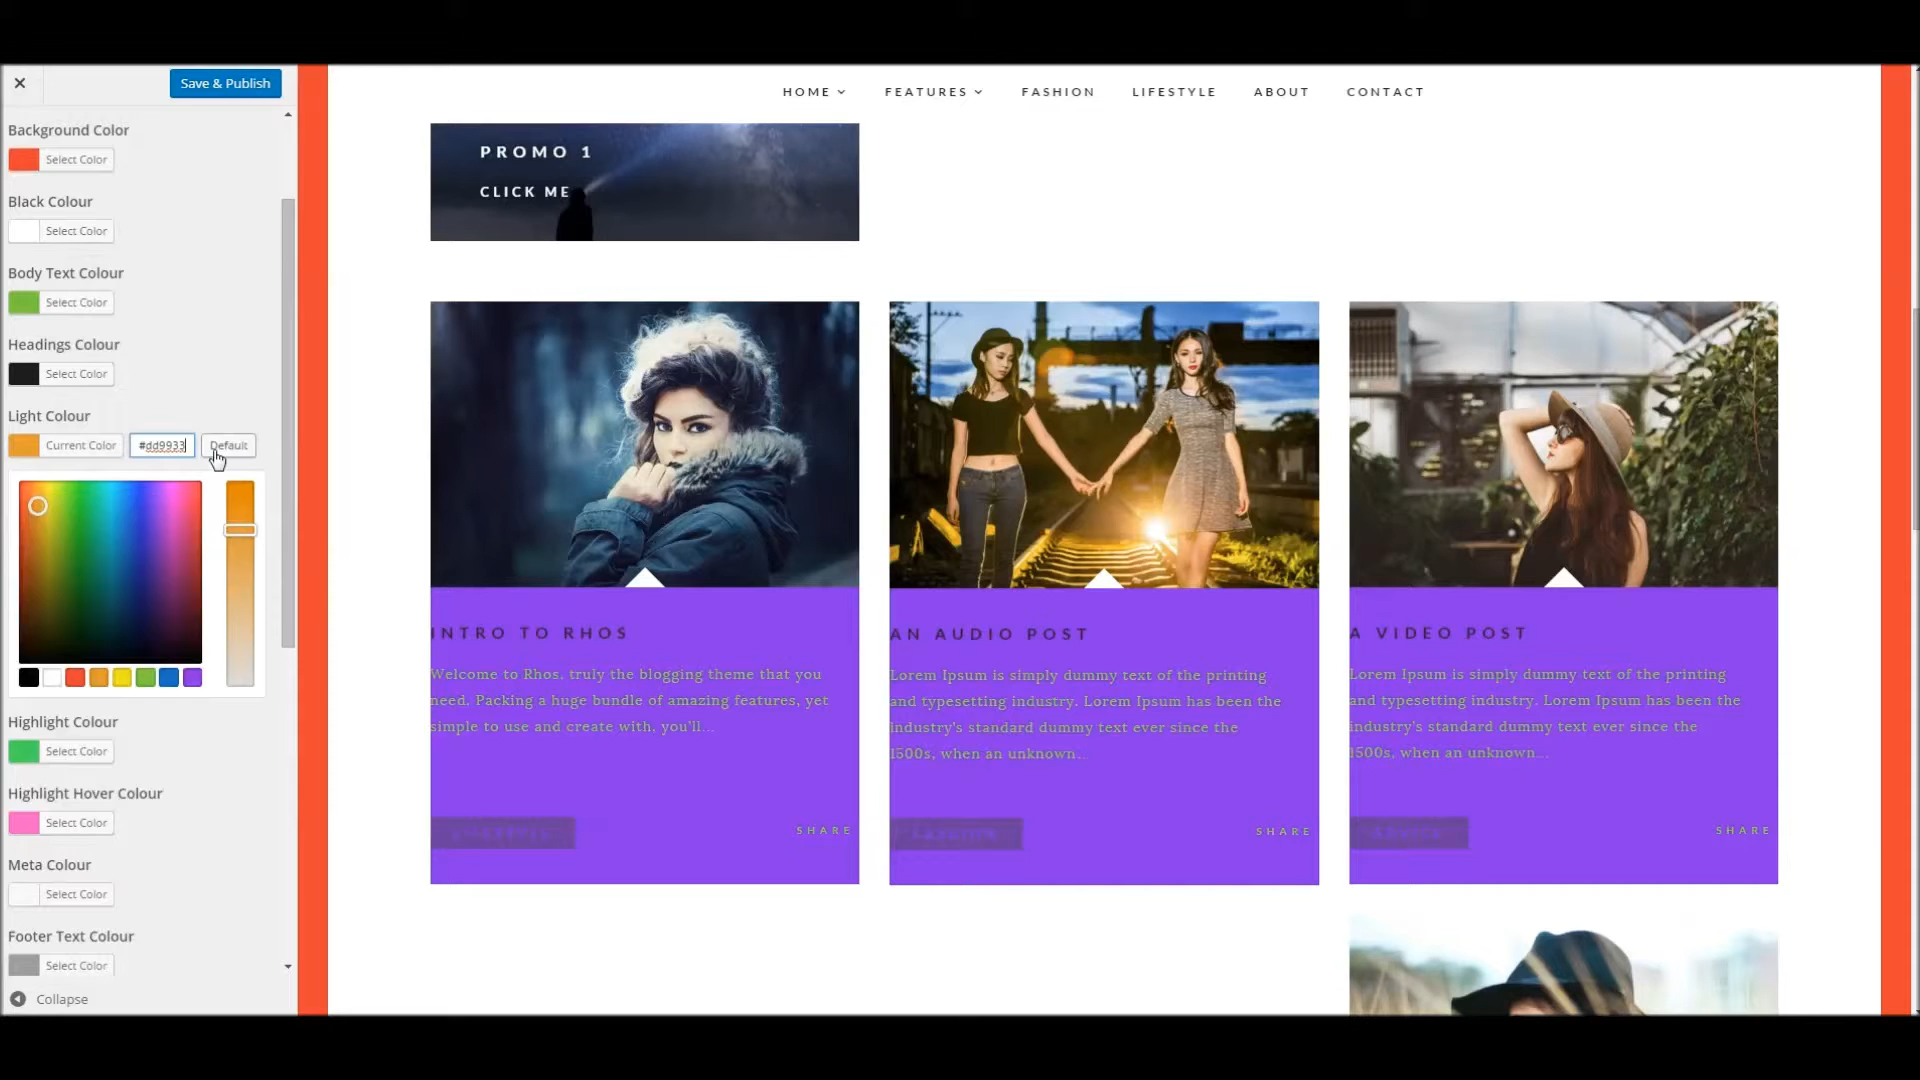 Save & Publish
Background Color
Select Color
Black Colour
Select Color
Body Text Colour
Select Color
Headings Colour
Select Color
Light Colour
Current Color #dd9933 Default
Highlight Colour
Select Color
Highlight Hover Colour
Select Color
Meta Colour
Select Color
Footer Text Colour
Select Color
Collapse
HOME FEATURES FASHION LIFESTYLE ABOUT CONTACT
PROMO 1
CLICK ME
INTRO TO RHOS
Welcome to Rhos, truly the blogging theme that you
need. Packing a huge bundle of amazing features, yet
simple to use and create with, you'll...
SHARE
AN AUDIO POST
Lorem Ipsum is simply dummy text of the printing
and typesetting industry. Lorem Ipsum has been the
industry's standard dummy text ever since the
1500s, when an unknown...
SHARE
A VIDEO POST
Lorem Ipsum is simply dummy text of the printing
and typesetting industry. Lorem Ipsum has been the
industry's standard dummy text ever since the
1500s, when an unknown...
SHARE